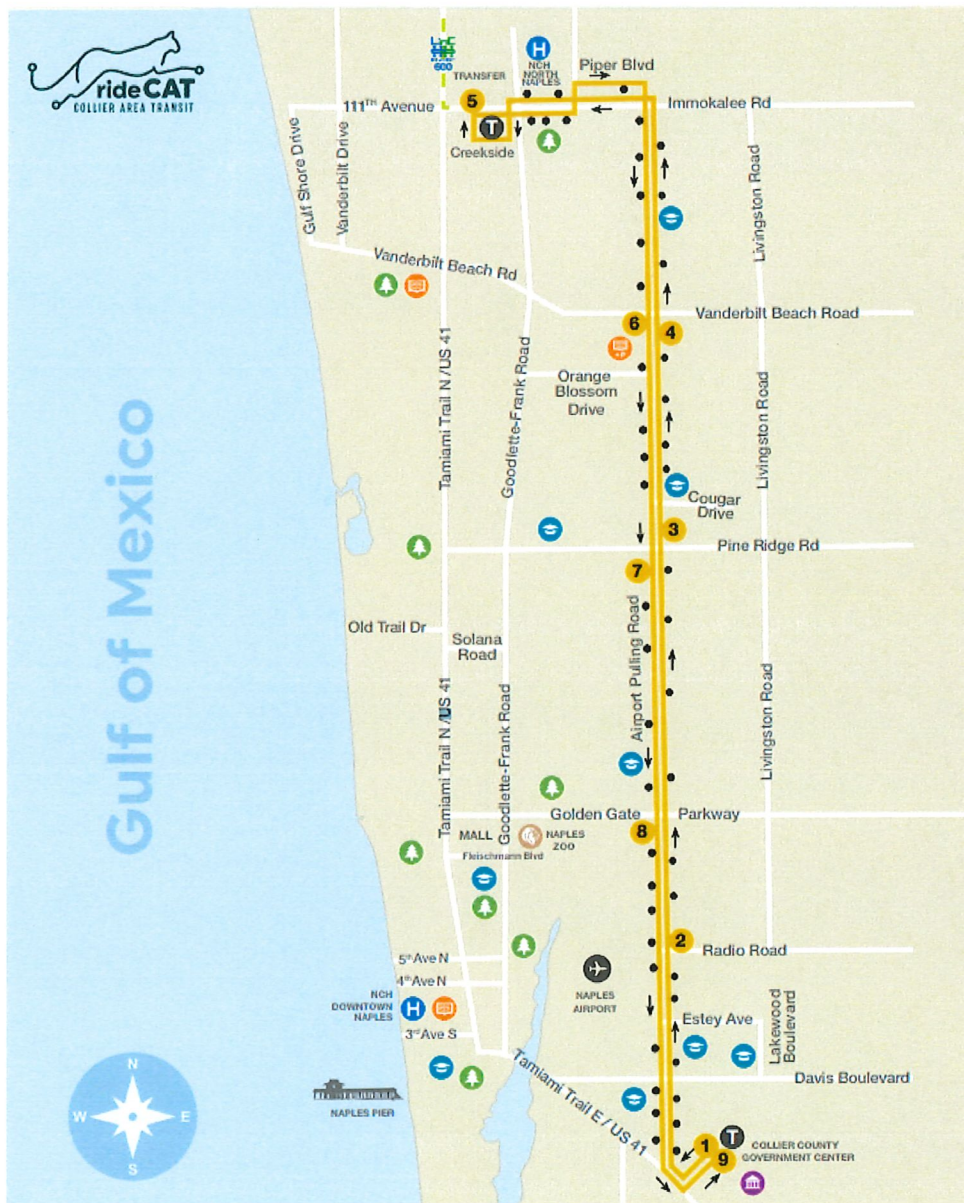 rideCAT
COLLIER AREA TRANSIT
600
TRANSFER
H
NCH
NORTH
NAPLES
Piper Blvd
5
111TH Avenue
Immokalee Rd
T
Creekside
Gulf Shore Drive
Vanderbilt Drive
Livingston Road
Vanderbilt Beach Rd
Vanderbilt Beach Road
6
4
Tamiami Trail N /US 41
Goodlette-Frank Road
Orange
Blossom
Drive
Livingston Road
Gulf of Mexico
Cougar
Drive
3
Pine Ridge Rd
7
Old Trail Dr
Solana
Road
Airport Pulling Road
Tamiami Trail N /US 41
Goodlette-Frank Road
Livingston Road
Golden Gate
Parkway
8
MALL
NAPLES
ZOO
Fleischmann Blvd
2
Radio Road
5th Ave N
4th Ave N
NAPLES
AIRPORT
NCH
DOWNTOWN
NAPLES
H
3rd Ave S
Estey Ave
Lakewood
Boulevard
Tamiami Trail E / US 41
Davis Boulevard
N
W
E
S
NAPLES PIER
1
T
9
COLLIER COUNTY
GOVERNMENT CENTER